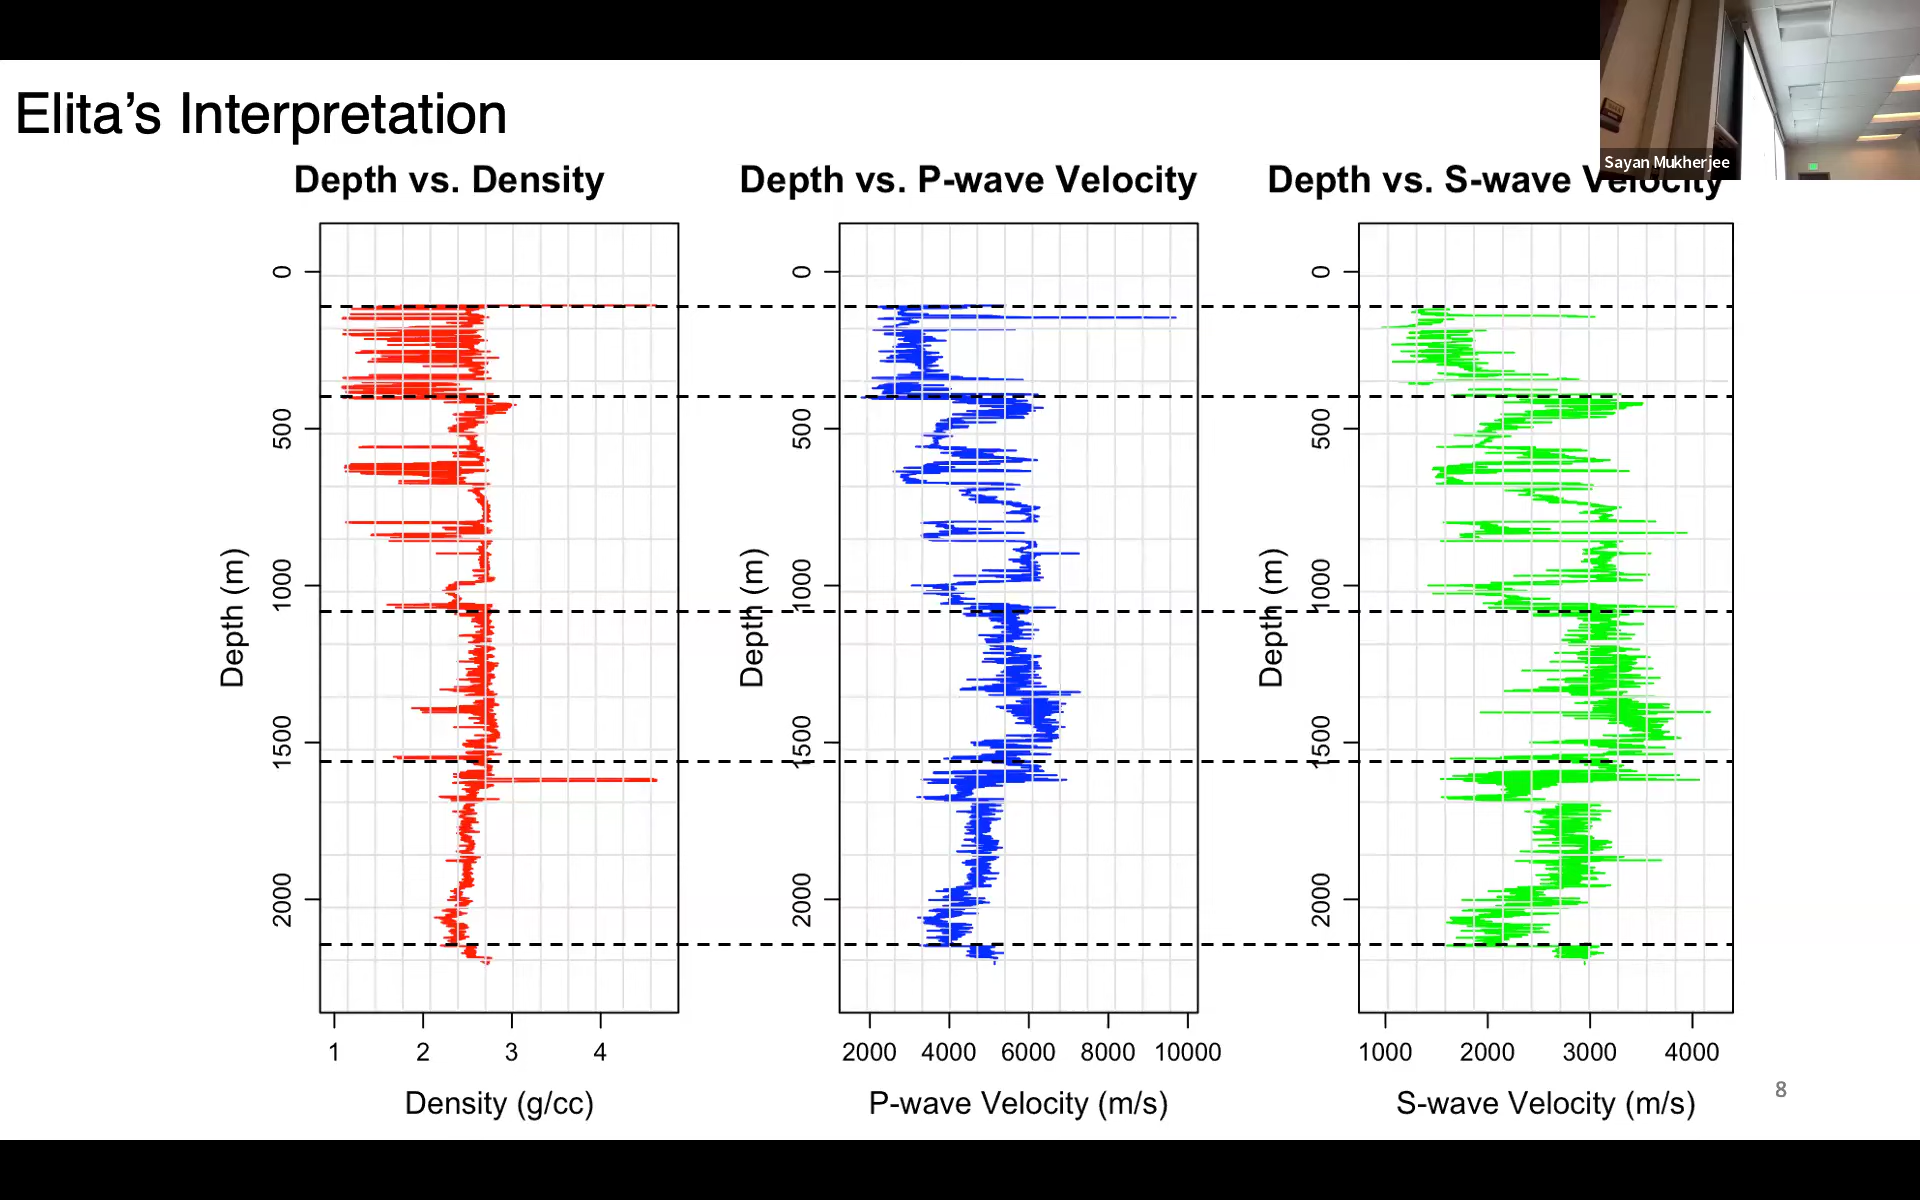 Elita’s Interpretation
Sayan Mukherjee
Depth vs. Density
Depth vs. P-wave Velocity
Depth vs. S-wave Velocity
Depth (m)
0
500
1000
1500
2000
1 2 3 4
Density (g/cc)
Depth (m)
0
500
1000
1500
2000
2000 4000 6000 8000 10000
P-wave Velocity (m/s)
Depth (m)
0
500
1000
1500
2000
1000 2000 3000 4000
S-wave Velocity (m/s)
8